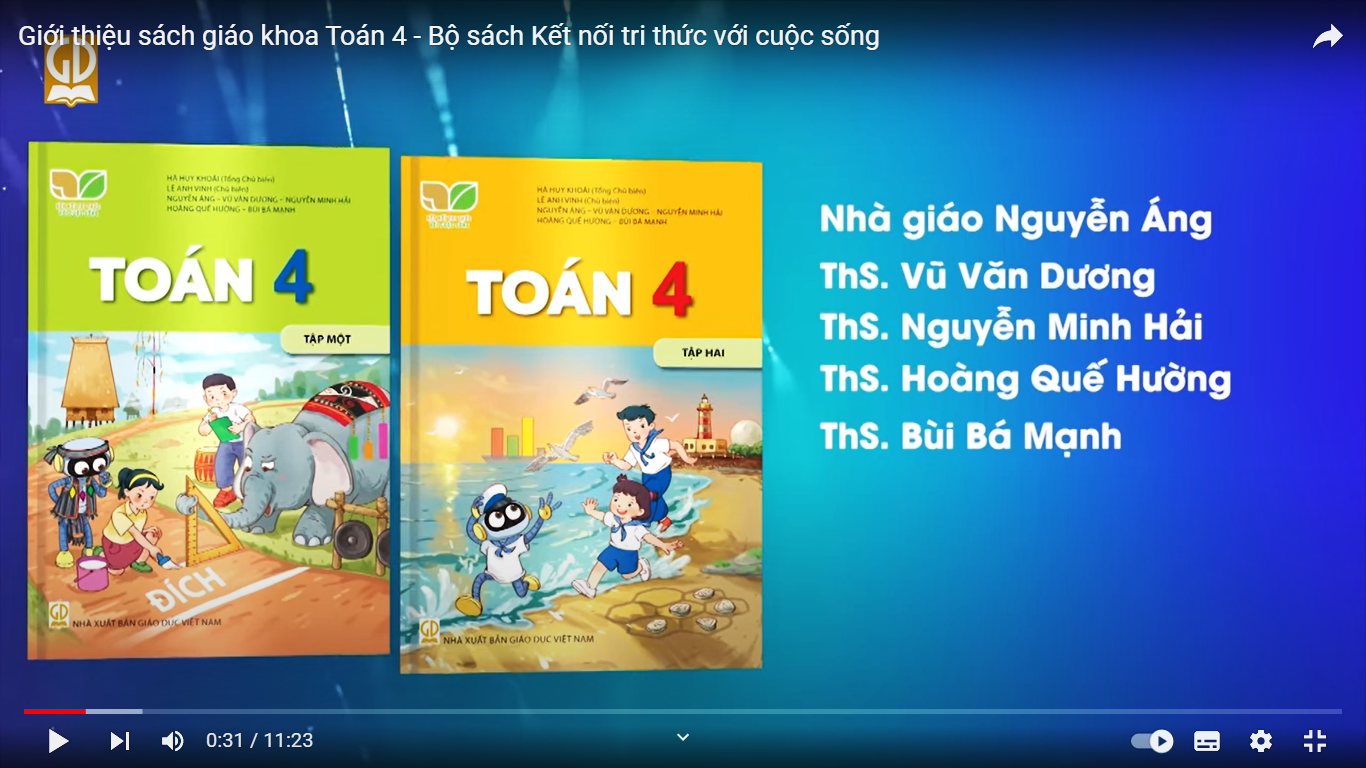 Giới thiệu sách giáo khoa Toán 4 - Bộ sách Kết nối tri thức với cuộc sống
GD
HÀ HUY KHOÁI (Tổng Chủ biên)
LÊ ANH VINH (Chủ biên)
NGUYỄN ÁNG – VŨ VĂN DƯƠNG – NGUYỄN MINH HẢI
HOÀNG QUẾ HƯỜNG – BÙI BÁ MẠNH
TOÁN 4
TẬP MỘT
ĐÍCH
GD
NHÀ XUẤT BẢN GIÁO DỤC VIỆT NAM
HÀ HUY KHOÁI (Tổng Chủ biên)
LÊ ANH VINH (Chủ biên)
NGUYỄN ÁNG – VŨ VĂN DƯƠNG – NGUYỄN MINH HẢI
HOÀNG QUẾ HƯỜNG – BÙI BÁ MẠNH
TOÁN 4
TẬP HAI
GD
NHÀ XUẤT BẢN GIÁO DỤC VIỆT NAM
Nhà giáo Nguyễn Áng
ThS. Vũ Văn Dương
ThS. Nguyễn Minh Hải
ThS. Hoàng Quế Hường
ThS. Bùi Bá Mạnh
0:31 / 11:23